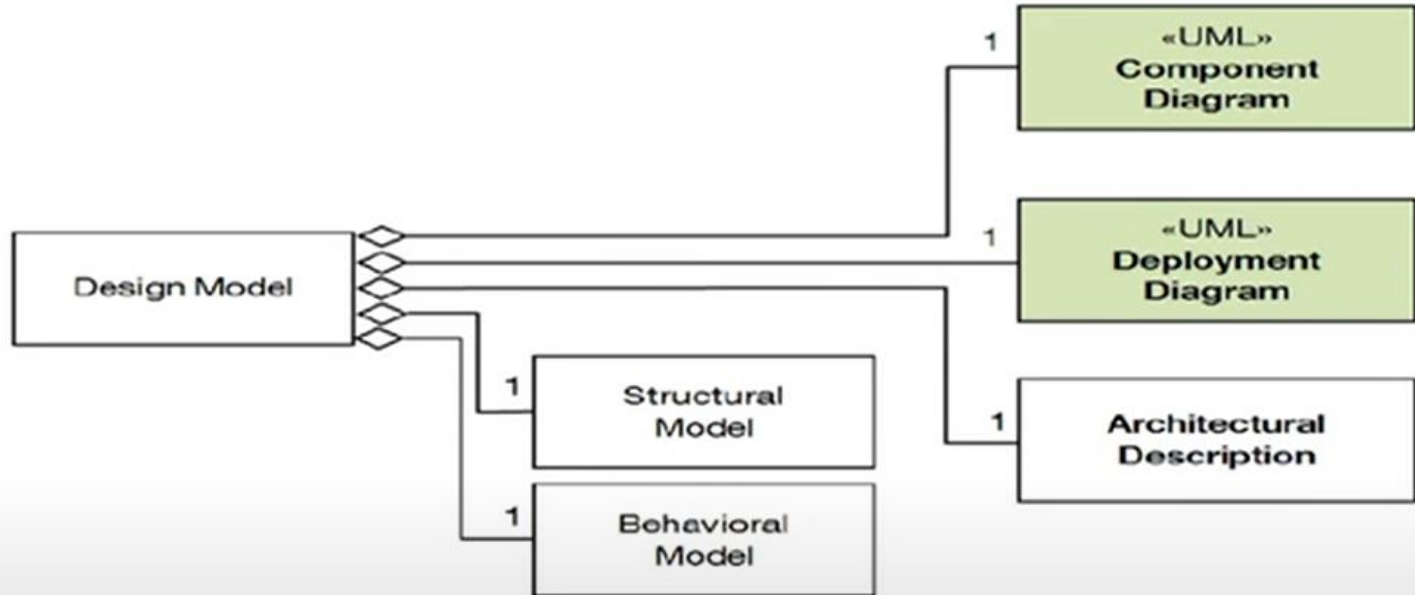 1
«UML»
Component
Diagram
1
«UML»
Deployment
Diagram
Design Model
1
Structural
Model
1
Architectural
Description
1
Behavioral
Model